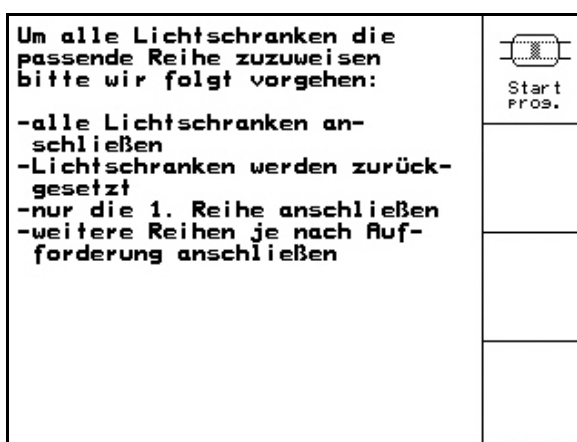 Um alle Lichtschranken die
passende Reihe zuzuweisen
bitte wir folgt vorgehen:
-alle Lichtschranken an-
schließen
-Lichtschranken werden zurück-
gesetzt
-nur die 1. Reihe anschließen
-weitere Reihen je nach Auf-
forderung anschließen
Start
prog.